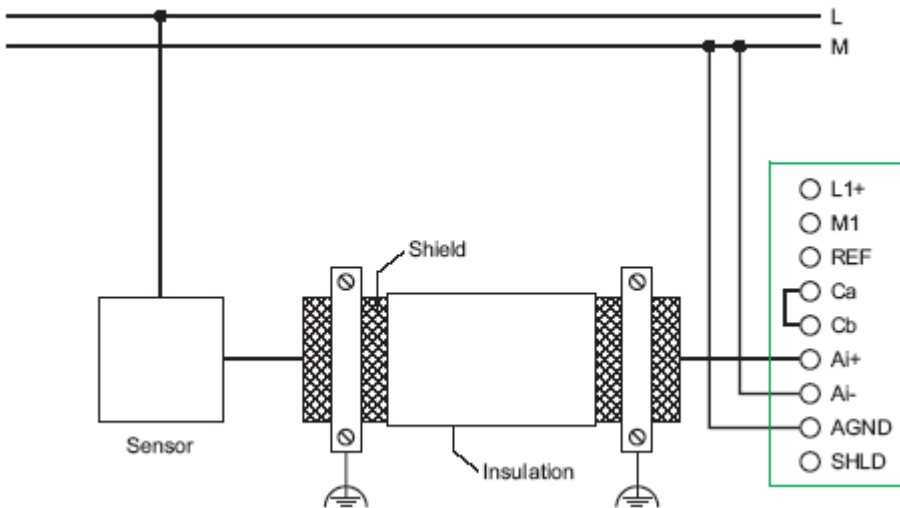 L
M
L1+
M1
REF
Shield
Ca
Cb
Ai+
Ai-
AGND
Sensor
SHLD
Insulation